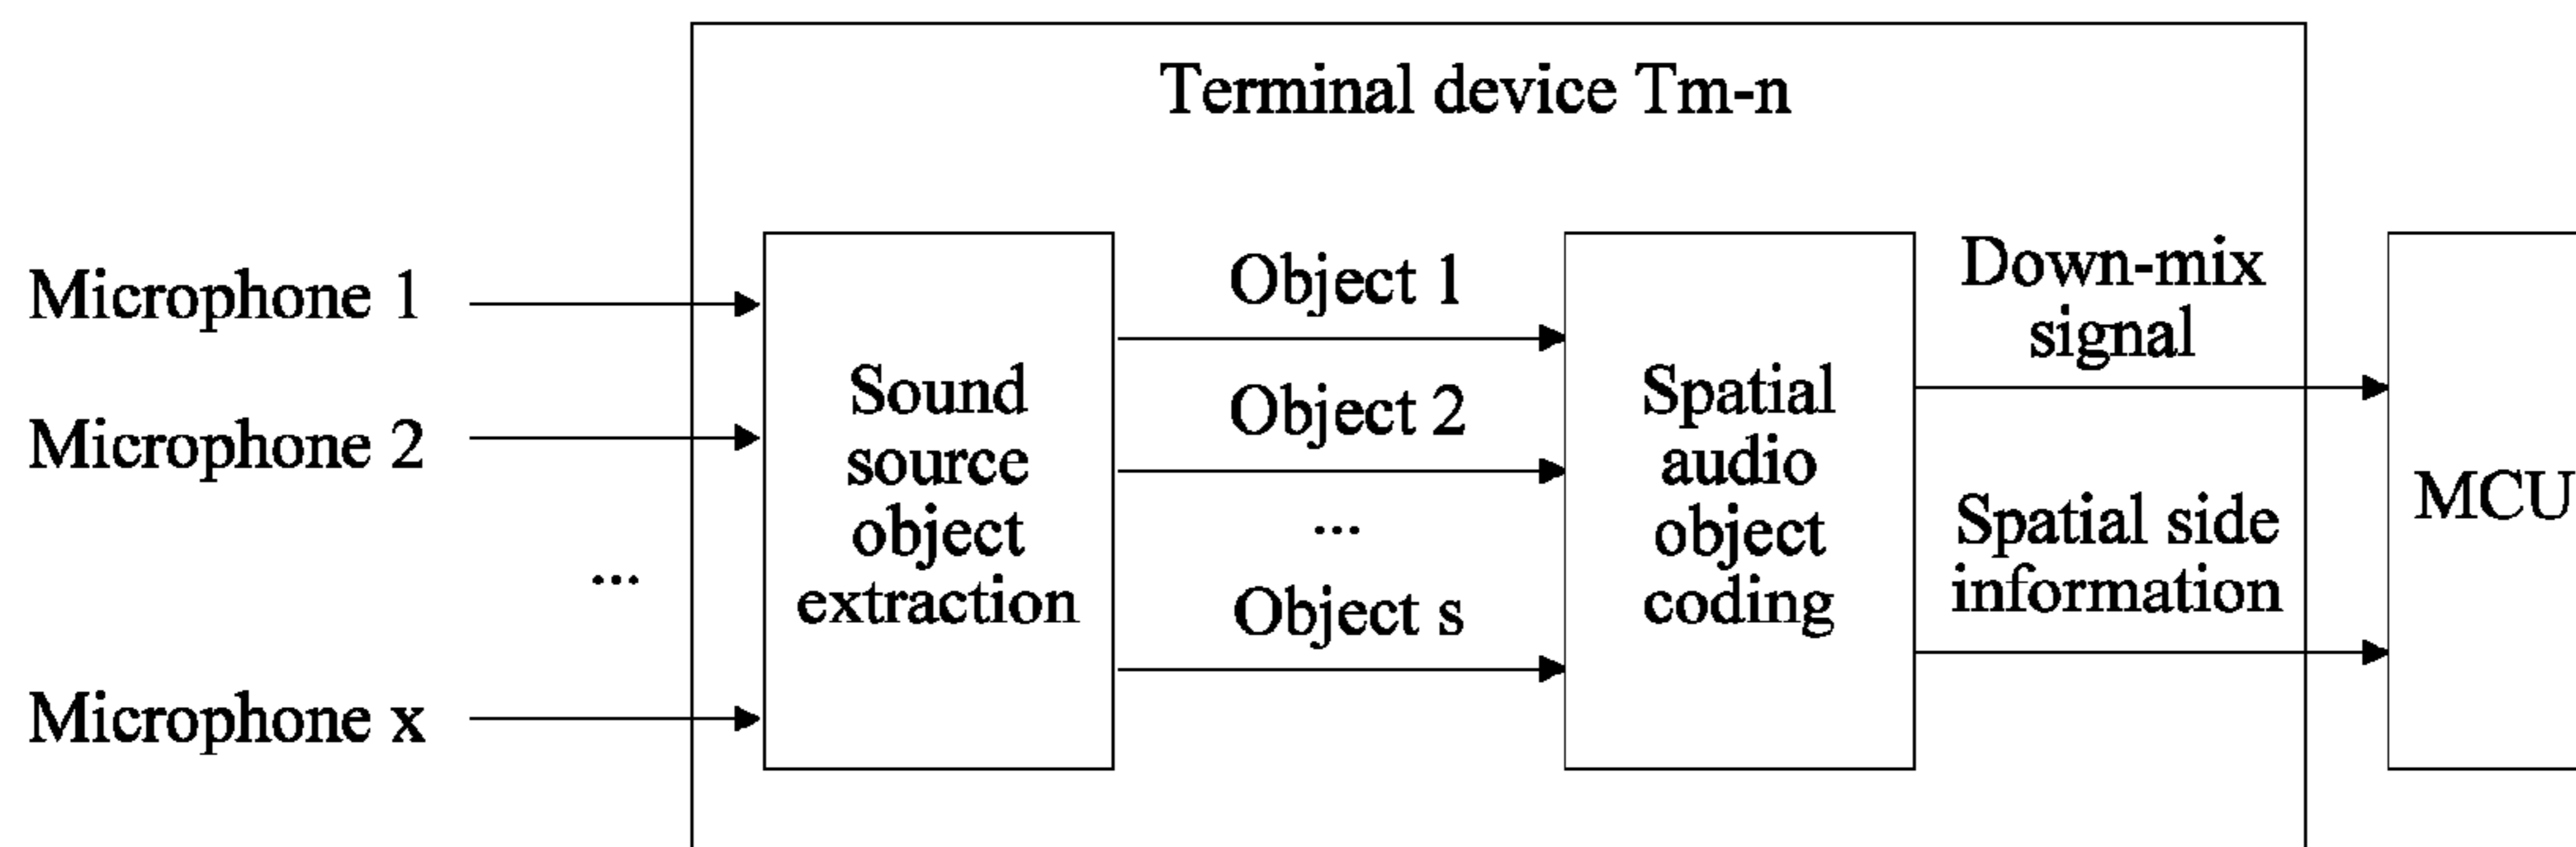 Terminal device Tm-n
Microphone 1
Microphone 2
...
Microphone x
Sound
source
object
extraction
Object 1
Object 2
...
Object s
Spatial
audio
object
coding
Down-mix
signal
Spatial side
information
MCU